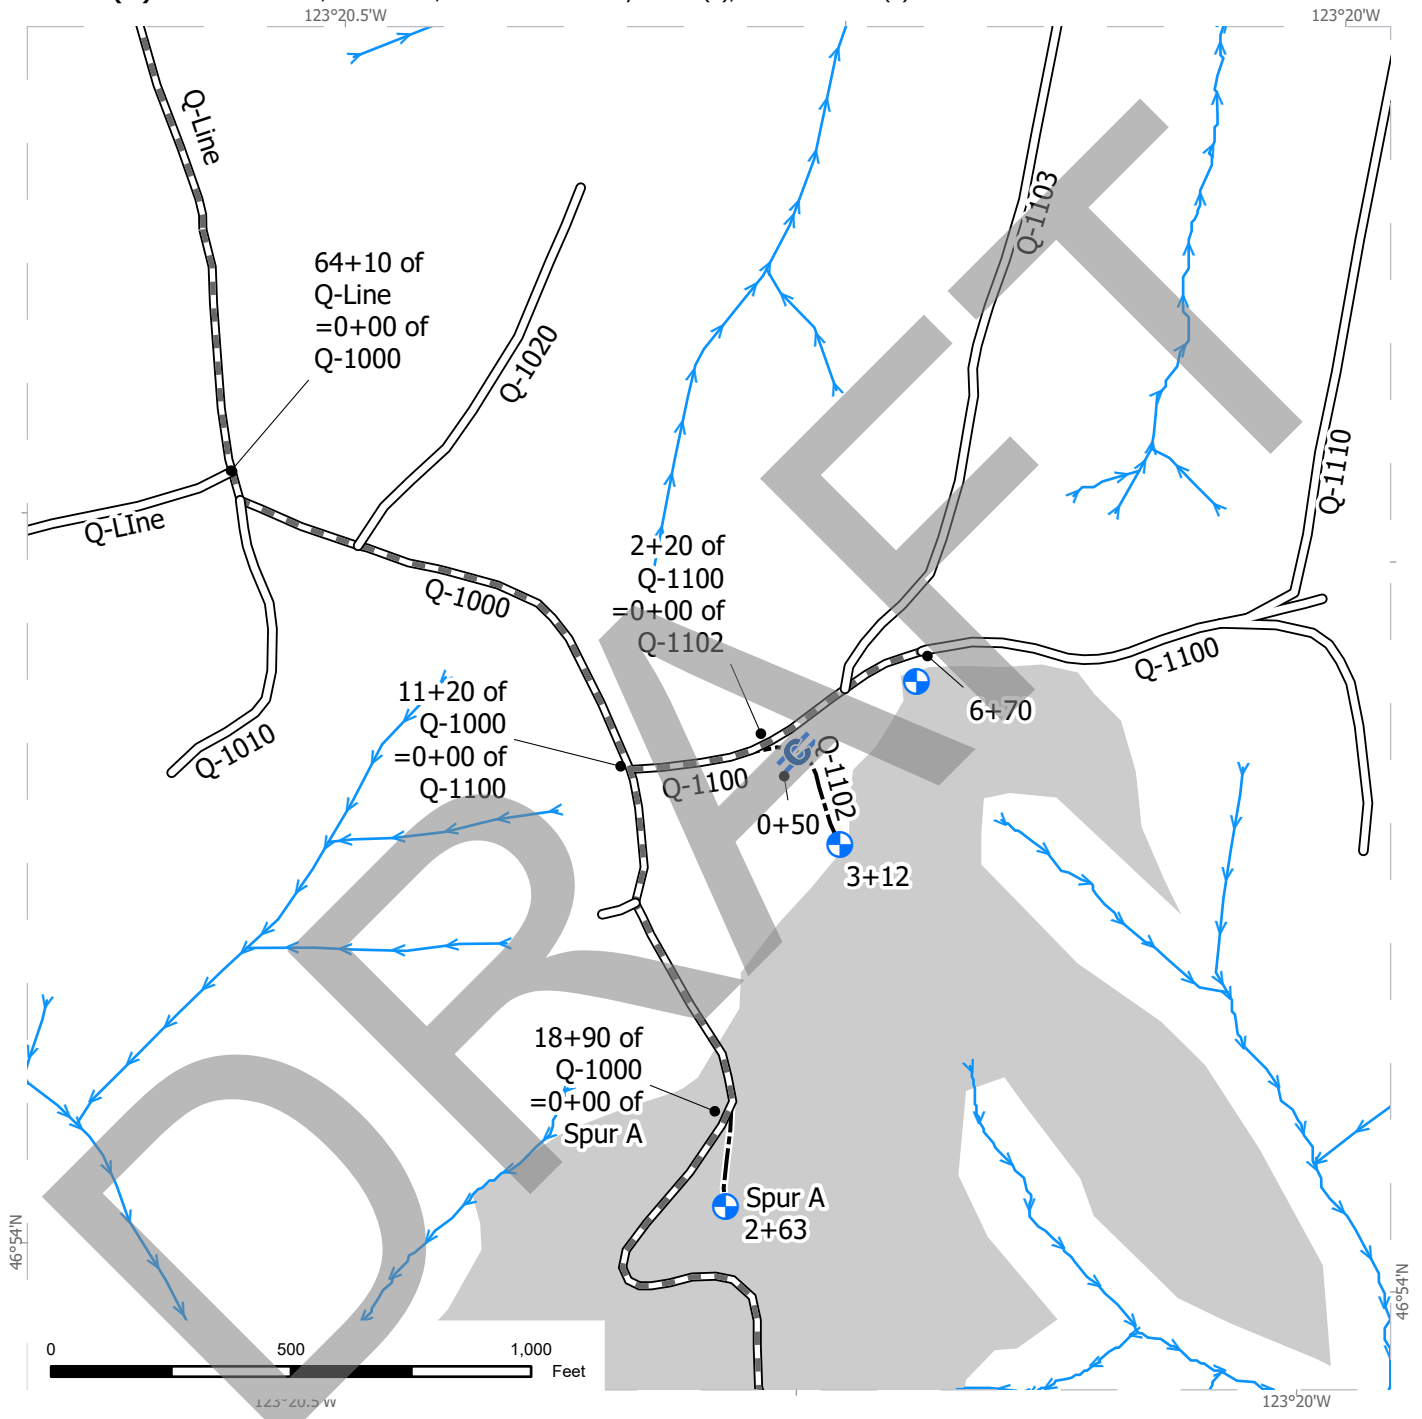 123°20.5'W
123°20'W
Q-Line
Q-1103
64+10 of
Q-Line
=0+00 of
Q-1000
Q-1020
Q-1110
Q-LIne
2+20 of
Q-1100
=0+00 of
Q-1102
Q-1000
Q-1100
11+20 of
Q-1000
=0+00 of
Q-1100
6+70
Q-1010
Q-1100
Q-1102
0+50
3+12
18+90 of
Q-1000
=0+00 of
Spur A
Spur A
2+63
46°54'N
46°54'N
0 500 1,000
Feet
123°20.5'W
123°20'W
DRAFT